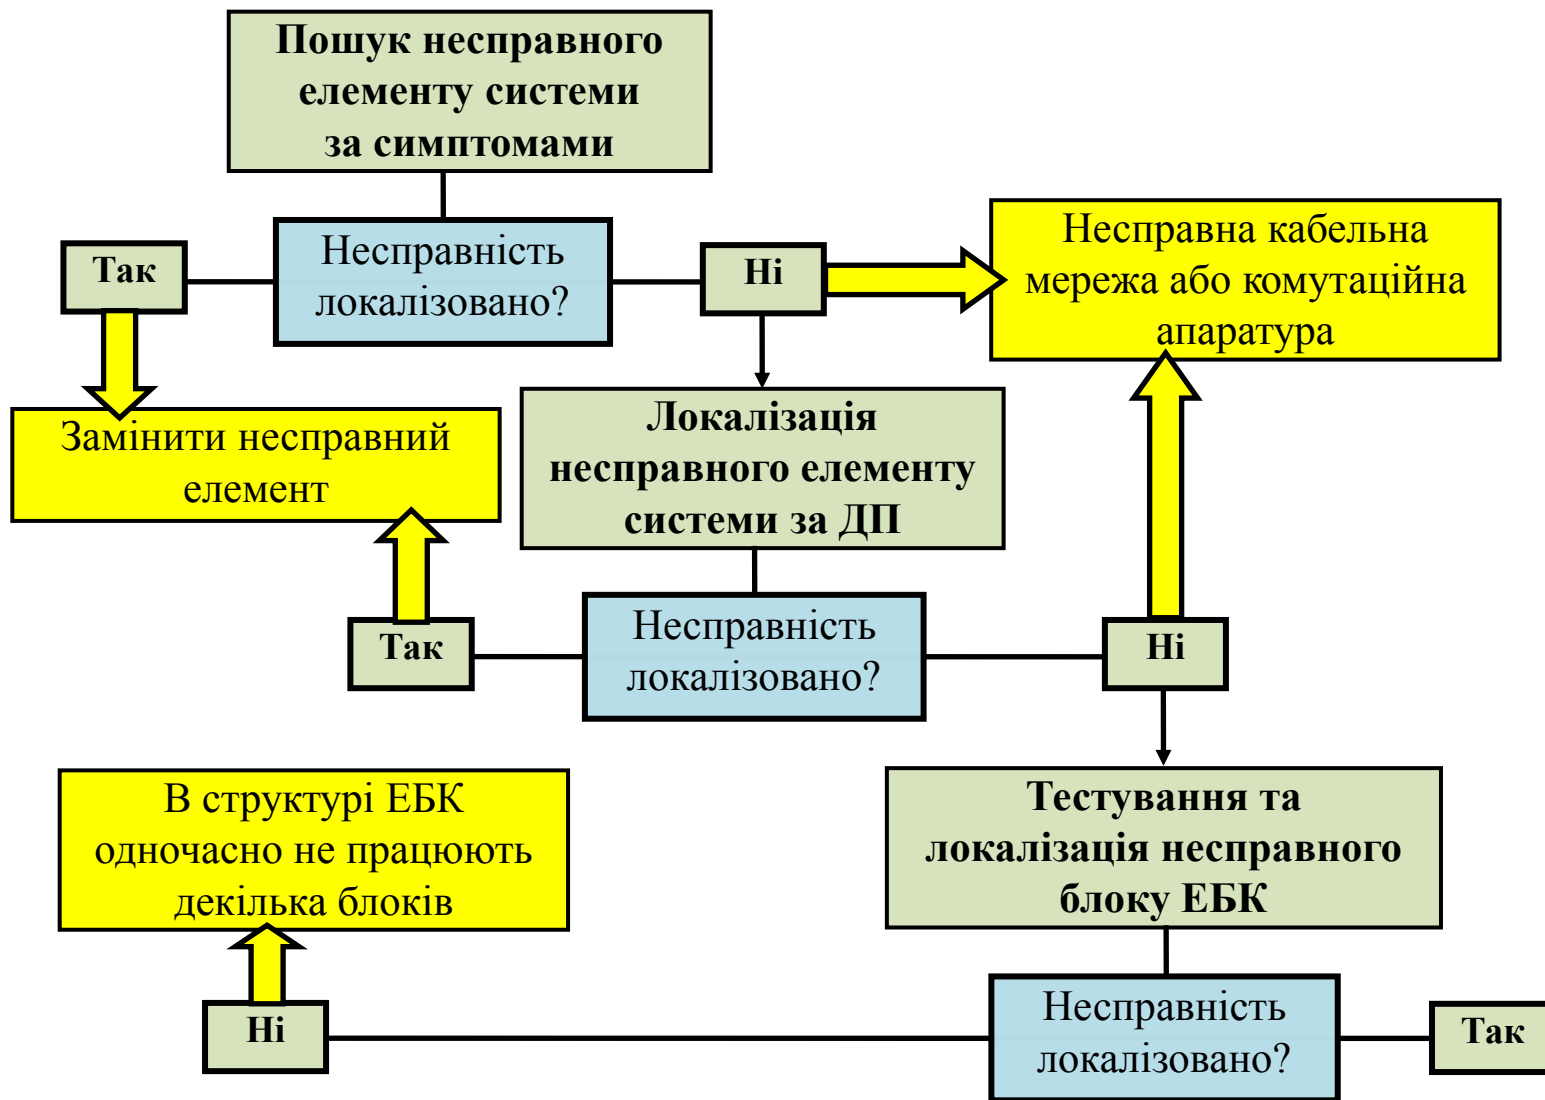 Пошук несправного
елементу системи
за симптомами
Так
Несправність
локалізовано?
Ні
Несправна кабельна
мережа або комутаційна
апаратура
Замінити несправний
елемент
Локалізація
несправного елементу
системи за ДП
Так
Несправність
локалізовано?
Ні
В структурі ЕБК
одночасно не працюють
декілька блоків
Тестування та
локалізація несправного
блоку ЕБК
Ні
Несправність
локалізовано?
Так